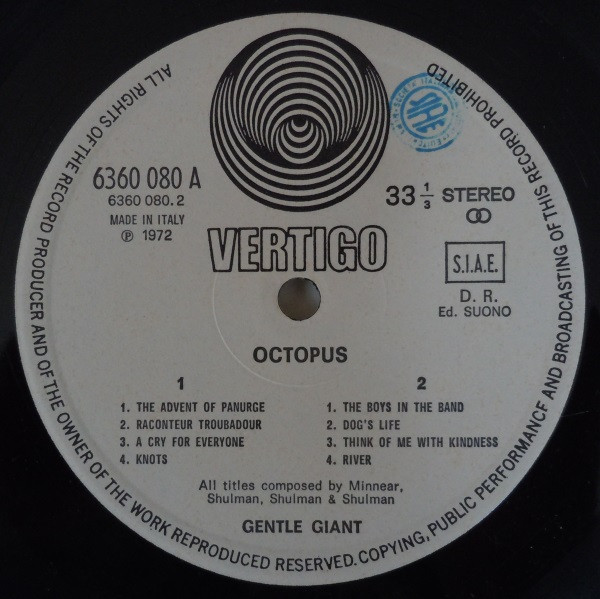 ALL RIGHTS OF THE RECORD PRODUCER AND OF THE OWNER OF THE WORK REPRODUCED RESERVED. COPYING, PUBLIC PERFORMANCE AND BROADCASTING OF THIS RECORD PROHIBITED
6360 080 A
6360 080.2
MADE IN ITALY
℗ 1972
33 1/3 STEREO
VERTIGO
S.I.A.E.
D. R.
Ed. SUONO
OCTOPUS
1
1. THE ADVENT OF PANURGE
2. RACONTEUR TROUBADOUR
3. A CRY FOR EVERYONE
4. KNOTS
2
1. THE BOYS IN THE BAND
2. DOG'S LIFE
3. THINK OF ME WITH KINDNESS
4. RIVER
All titles composed by Minnear,
Shulman, Shulman & Shulman
GENTLE GIANT